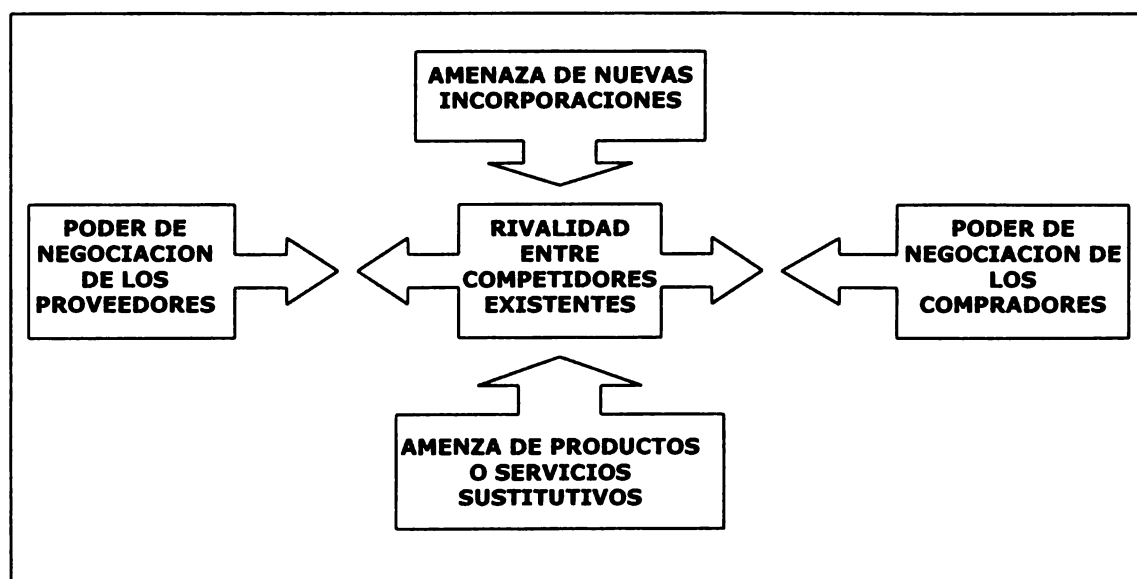 AMENAZA DE NUEVAS
INCORPORACIONES
PODER DE
NEGOCIACION
DE LOS
PROVEEDORES
RIVALIDAD
ENTRE
COMPETIDORES
EXISTENTES
PODER DE
NEGOCIACION DE
LOS
COMPRADORES
AMENZA DE PRODUCTOS
O SERVICIOS
SUSTITUTIVOS